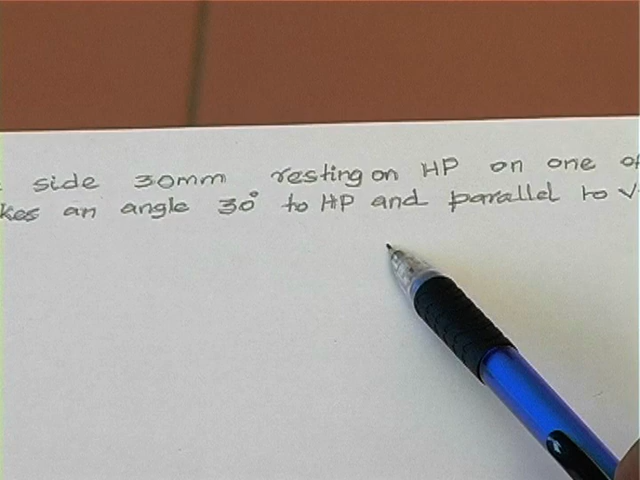 side 30mm resting on HP on one of
kes an angle 30° to HP and parallel to V